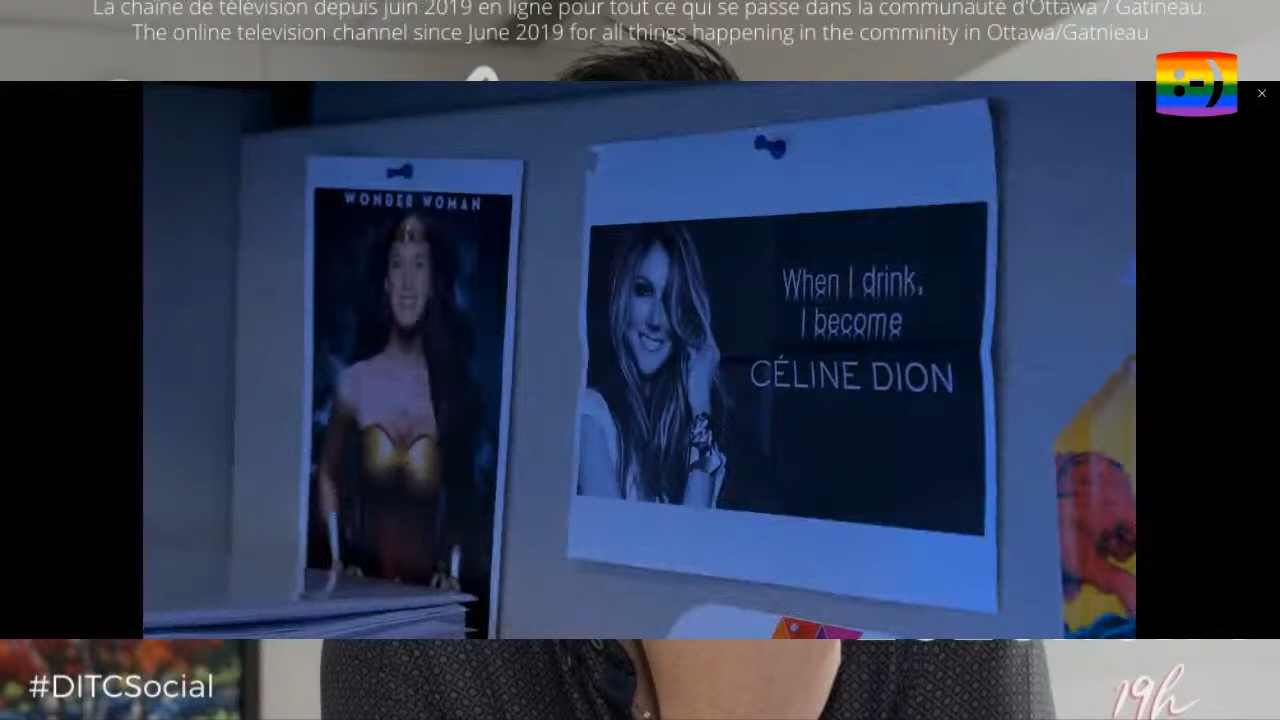 La chaîne de télévision depuis juin 2019 en ligne pour tout ce qui se passe dans la communauté d'Ottawa / Gatineau.
The online television channel since June 2019 for all things happening in the comminity in Ottawa/Gatnieau
:-)
WONDER WOMAN
When I drink,
I become
CÉLINE DION
#DITCSocial
19h